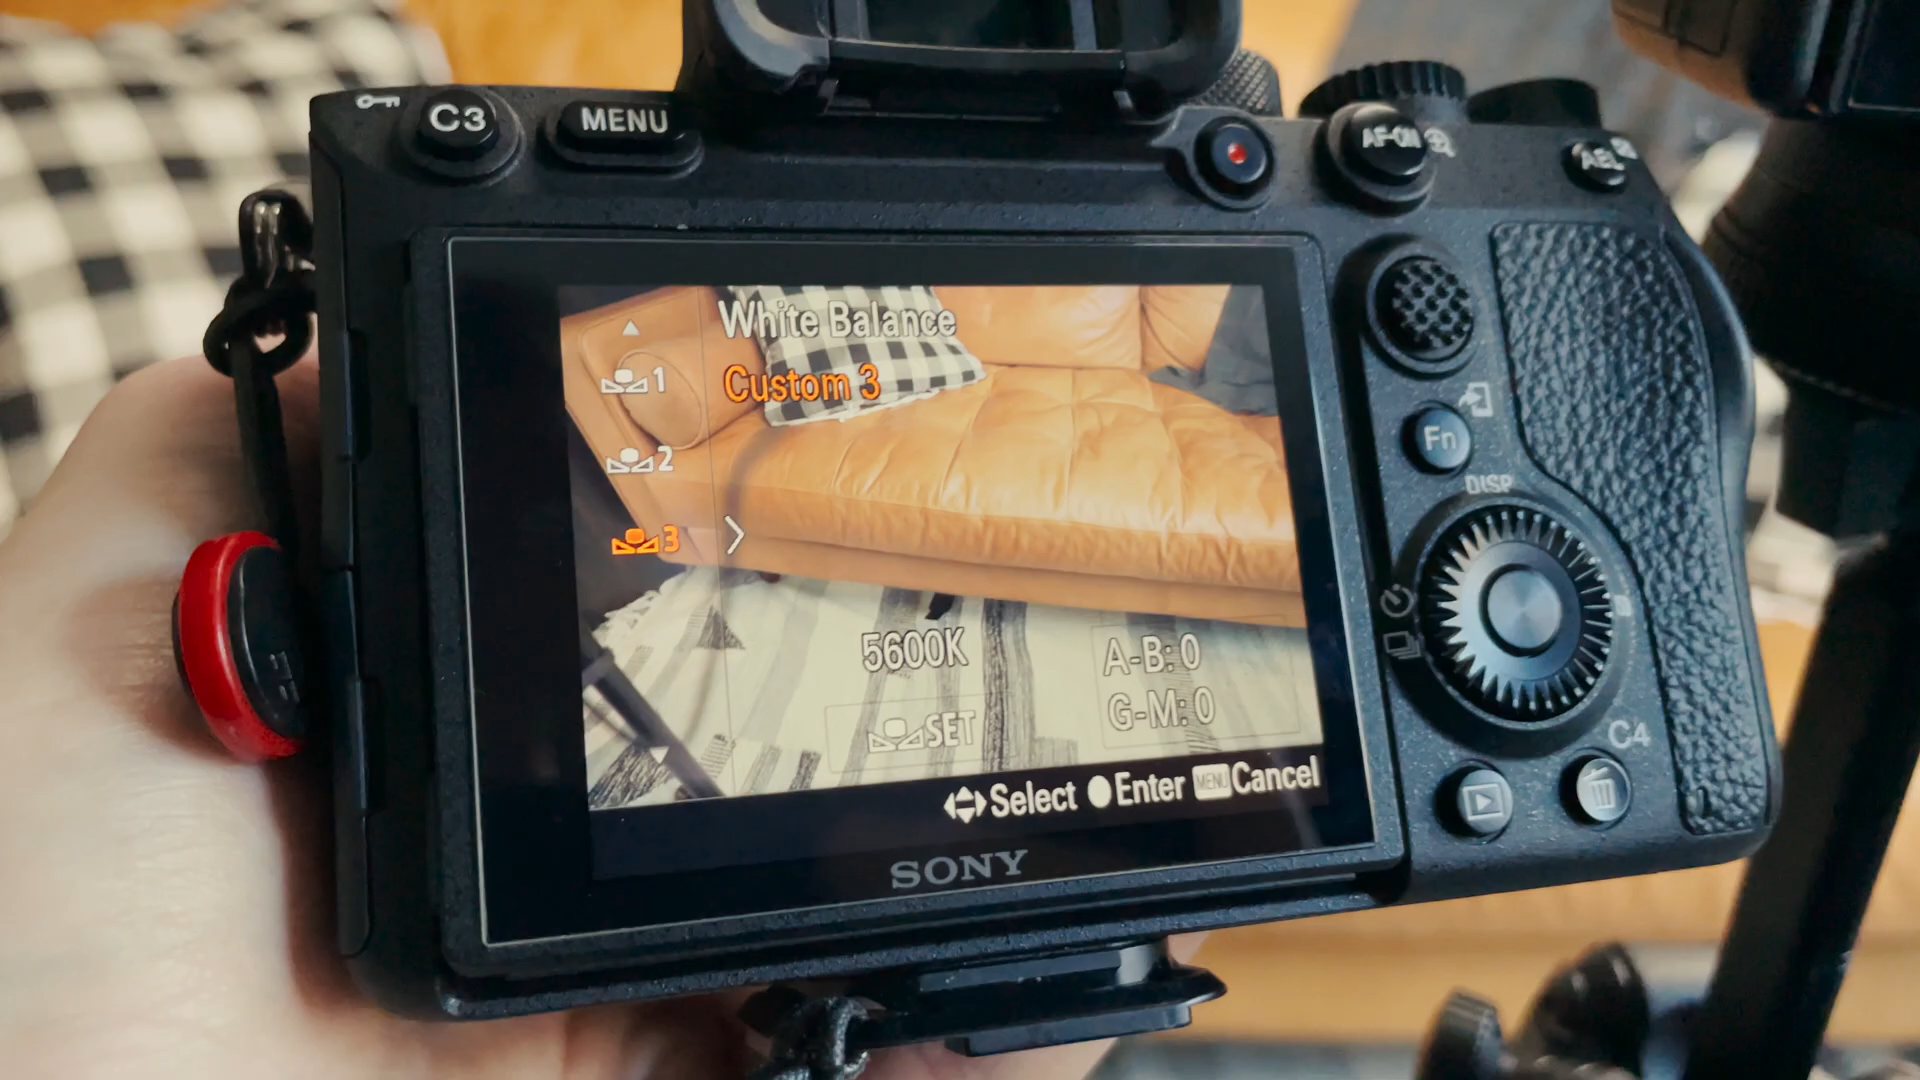 C3
MENU
AF-ON
AEL
White Balance
Custom 3
1
2
3
5600K
A-B: 0
G-M: 0
SET
Select Enter MENU Cancel
SONY
Fn
DISP
C4